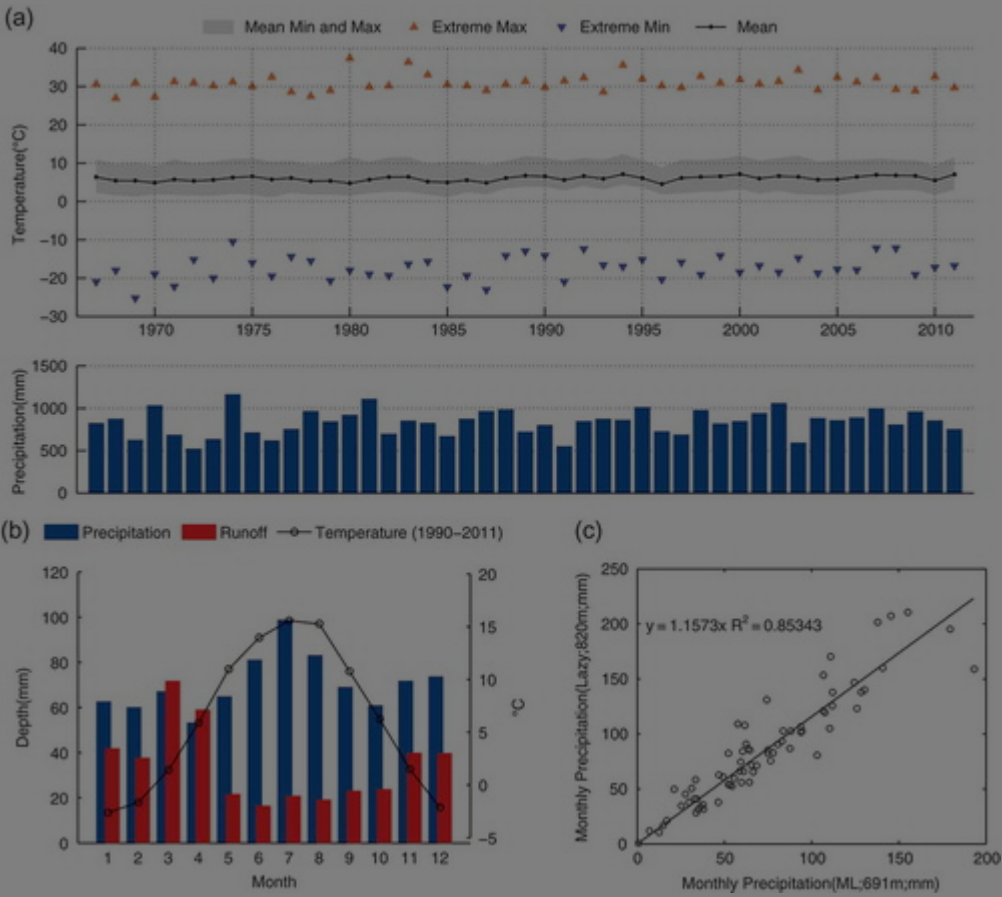 (a)
Mean Min and Max Extreme Max Extreme Min Mean
Temperature(°C)
40
30
20
10
0
−10
−20
−30
1970 1975 1980 1985 1990 1995 2000 2005 2010
Precipitation(mm)
1500
1000
500
0
(b) Precipitation Runoff Temperature (1990−2011)
Depth(mm)
120
100
80
60
40
20
0
20
15
10
5
0
−5
°C
1 2 3 4 5 6 7 8 9 10 11 12
Month
(c)
Monthly Precipitation(Lazy;820m;mm)
250
200
150
100
50
0
y = 1.1573x R² = 0.85343
0 50 100 150 200
Monthly Precipitation(ML;691m;mm)